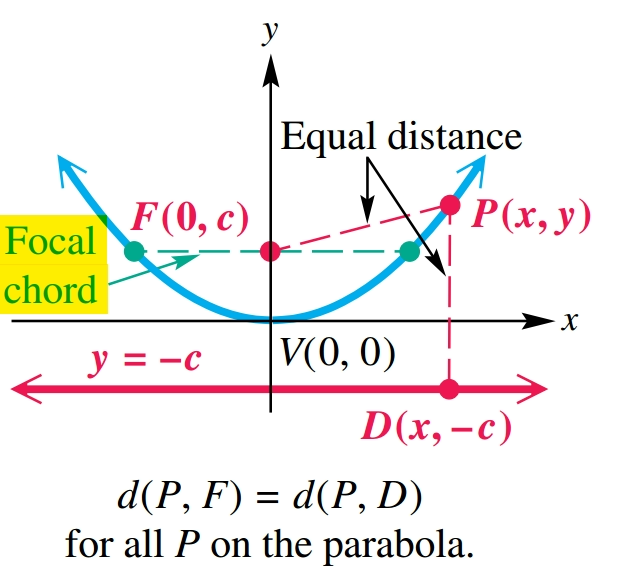 y
Equal distance
F(0, c)
P(x, y)
Focal
chord
x
y = −c
V(0, 0)
D(x, −c)
d(P, F) = d(P, D)
for all P on the parabola.